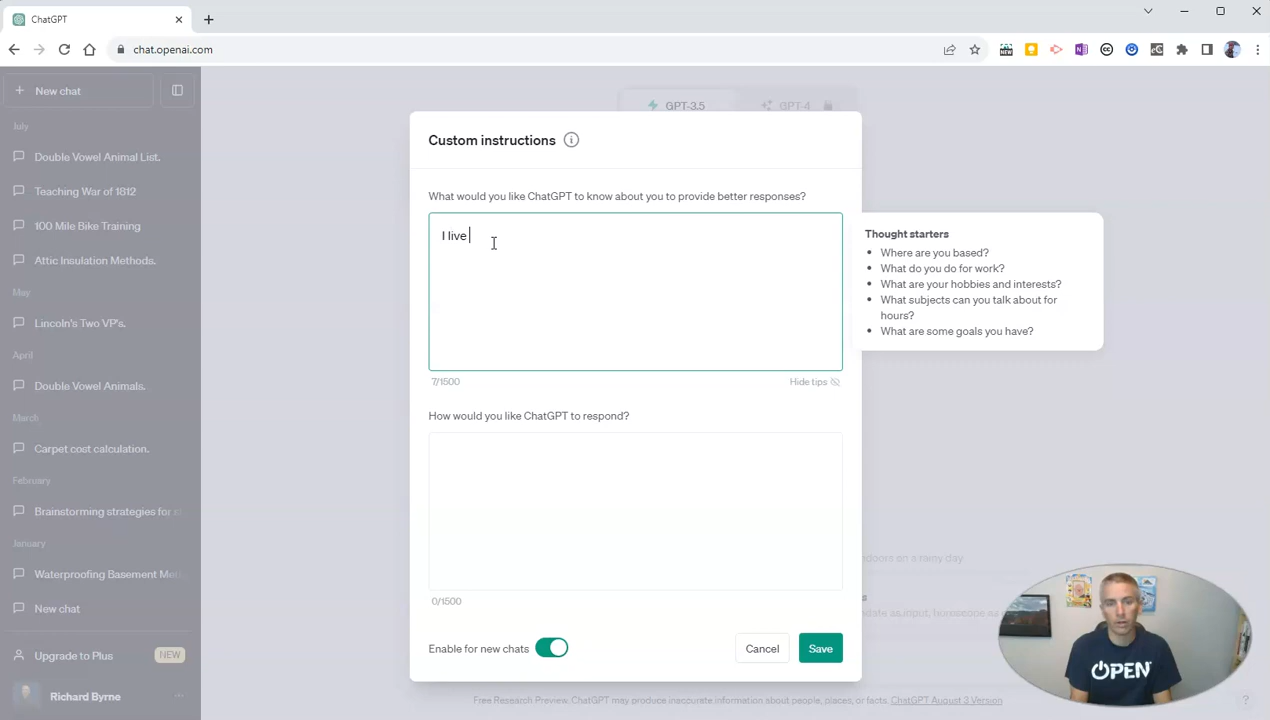 ChatGPT
chat.openai.com
New chat
July
Double Vowel Animal List.
Teaching War of 1812
100 Mile Bike Training
Attic Insulation Methods.
May
Lincoln's Two VP's.
April
Double Vowel Animals.
March
Carpet cost calculation.
February
Brainstorming strategies for s
January
Waterproofing Basement Me
New chat
Upgrade to Plus NEW
Richard Byrne
GPT-3.5 GPT-4
Custom instructions
What would you like ChatGPT to know about you to provide better responses?
I live
7/1500 Hide tips
Thought starters
• Where are you based?
• What do you do for work?
• What are your hobbies and interests?
• What subjects can you talk about for
hours?
• What are some goals you have?
How would you like ChatGPT to respond?
0/1500
Enable for new chats Cancel Save
doors on a rainy day
Free Research Preview. ChatGPT may produce inaccurate information about people, places, or facts. ChatGPT August 3 Version
?
OPEN